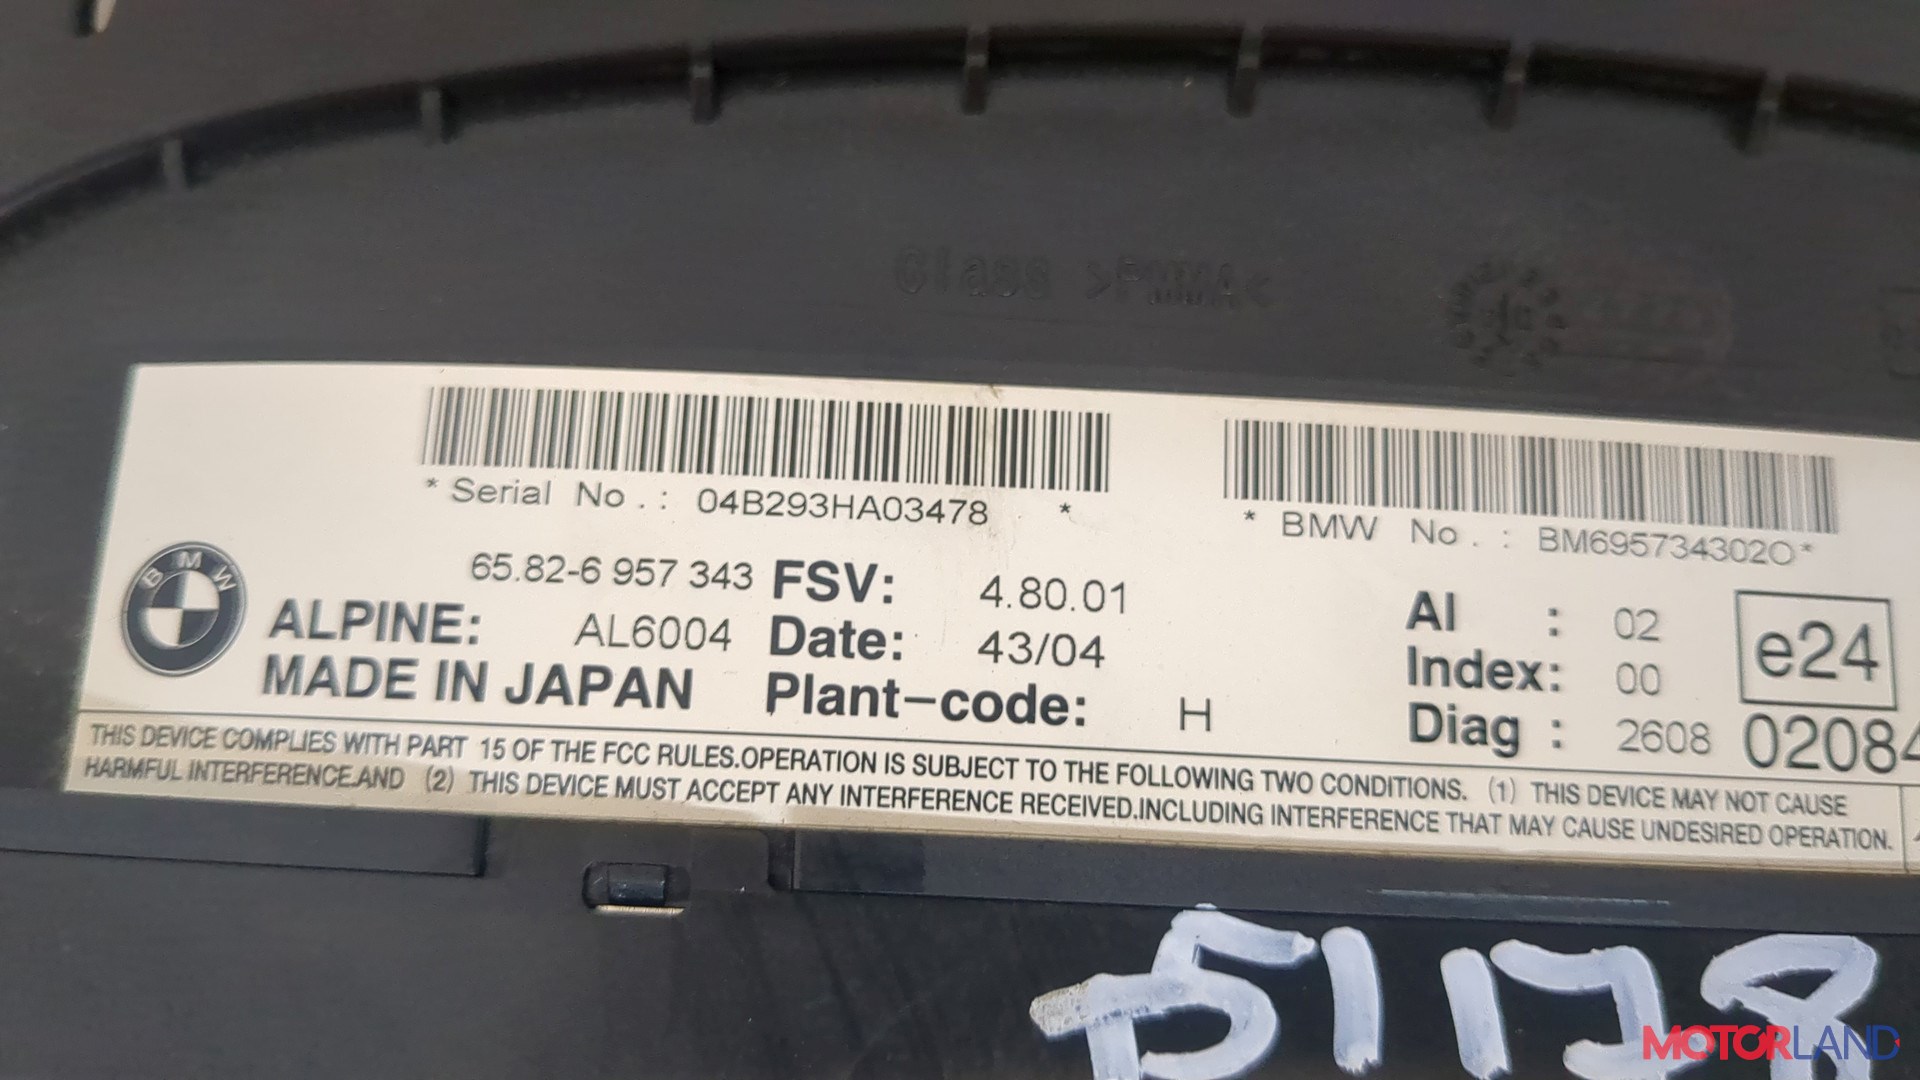 Glass >PMMA<
* Serial No.: 04B293HA03478 *
* BMW No.: BM695734302O*
65.82-6 957 343 FSV: 4.80.01
AI : 02
e24
BMW
ALPINE: AL6004 Date: 43/04
Index: 00
MADE IN JAPAN Plant-code: H
Diag : 2608 02084
THIS DEVICE COMPLIES WITH PART 15 OF THE FCC RULES.OPERATION IS SUBJECT TO THE FOLLOWING TWO CONDITIONS. (1) THIS DEVICE MAY NOT CAUSE
HARMFUL INTERFERENCE.AND (2) THIS DEVICE MUST ACCEPT ANY INTERFERENCE RECEIVED.INCLUDING INTERFERENCE THAT MAY CAUSE UNDESIRED OPERATION.
51178
MOTORLAND